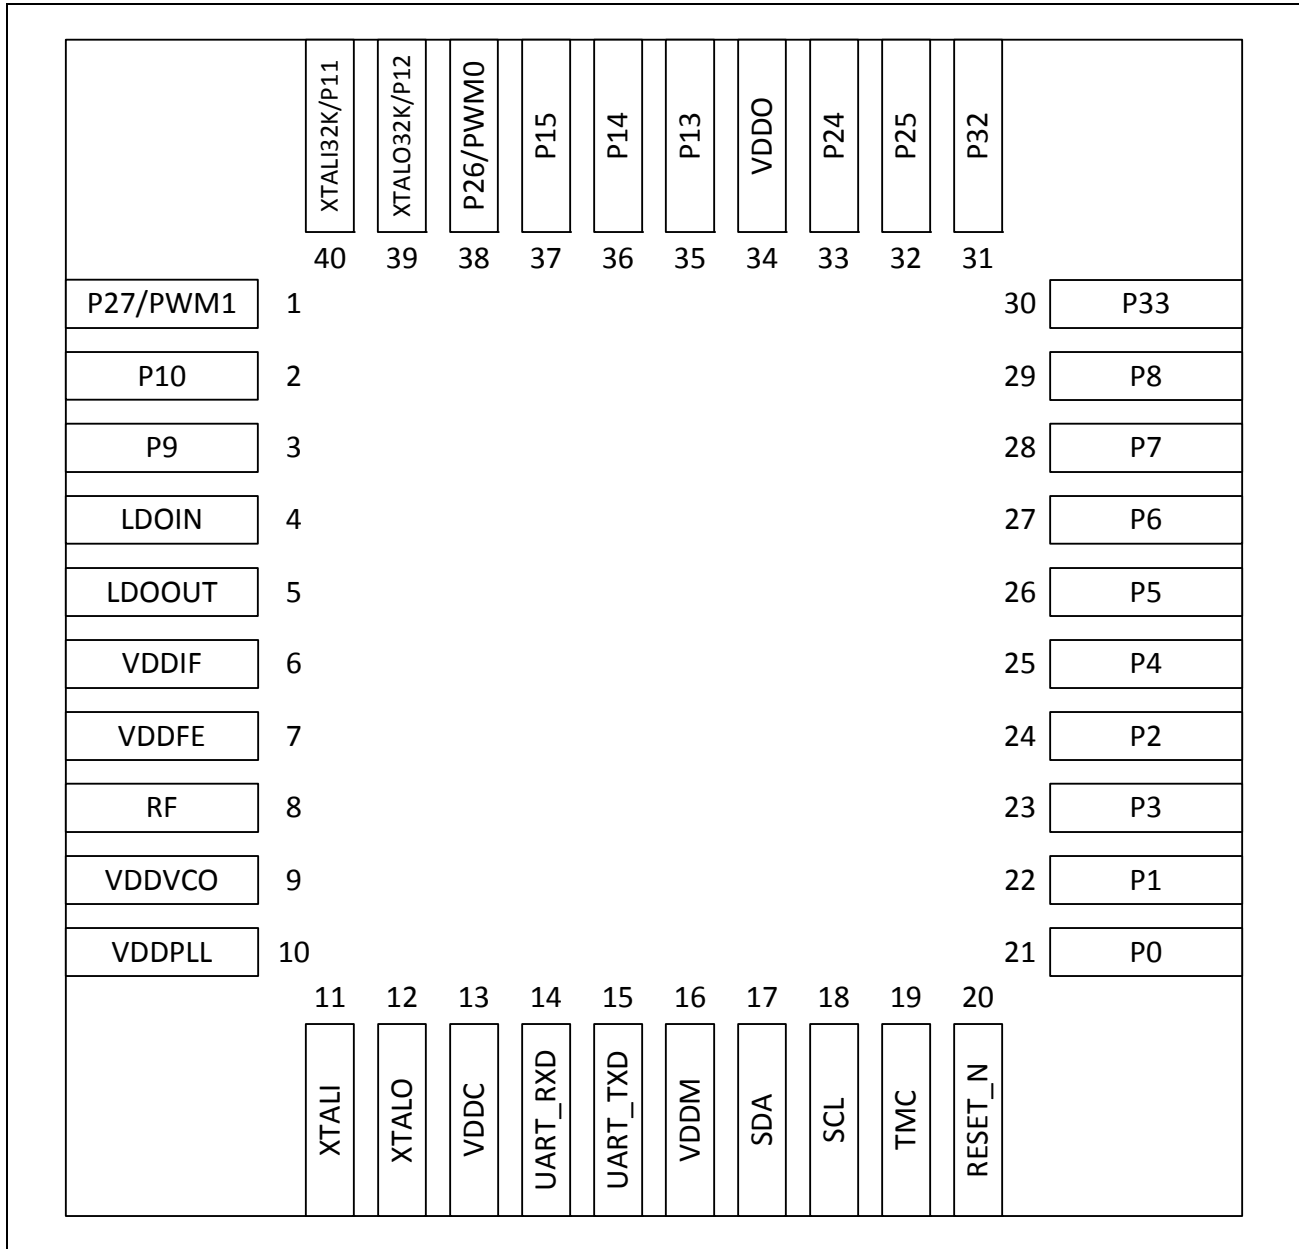 XTALI32K/P11
XTALO32K/P12
P26/PWM0
P15
P14
P13
VDDO
P24
P25
P32
40 39 38 37 36 35 34 33 32 31
P27/PWM1 1 30 P33
P10 2 29 P8
P9 3 28 P7
LDOIN 4 27 P6
LDOOUT 5 26 P5
VDDIF 6 25 P4
VDDFE 7 24 P2
RF 8 23 P3
VDDVCO 9 22 P1
VDDPLL 10 21 P0
11 12 13 14 15 16 17 18 19 20
XTALI
XTALO
VDDC
UART_RXD
UART_TXD
VDDM
SDA
SCL
TMC
RESET_N